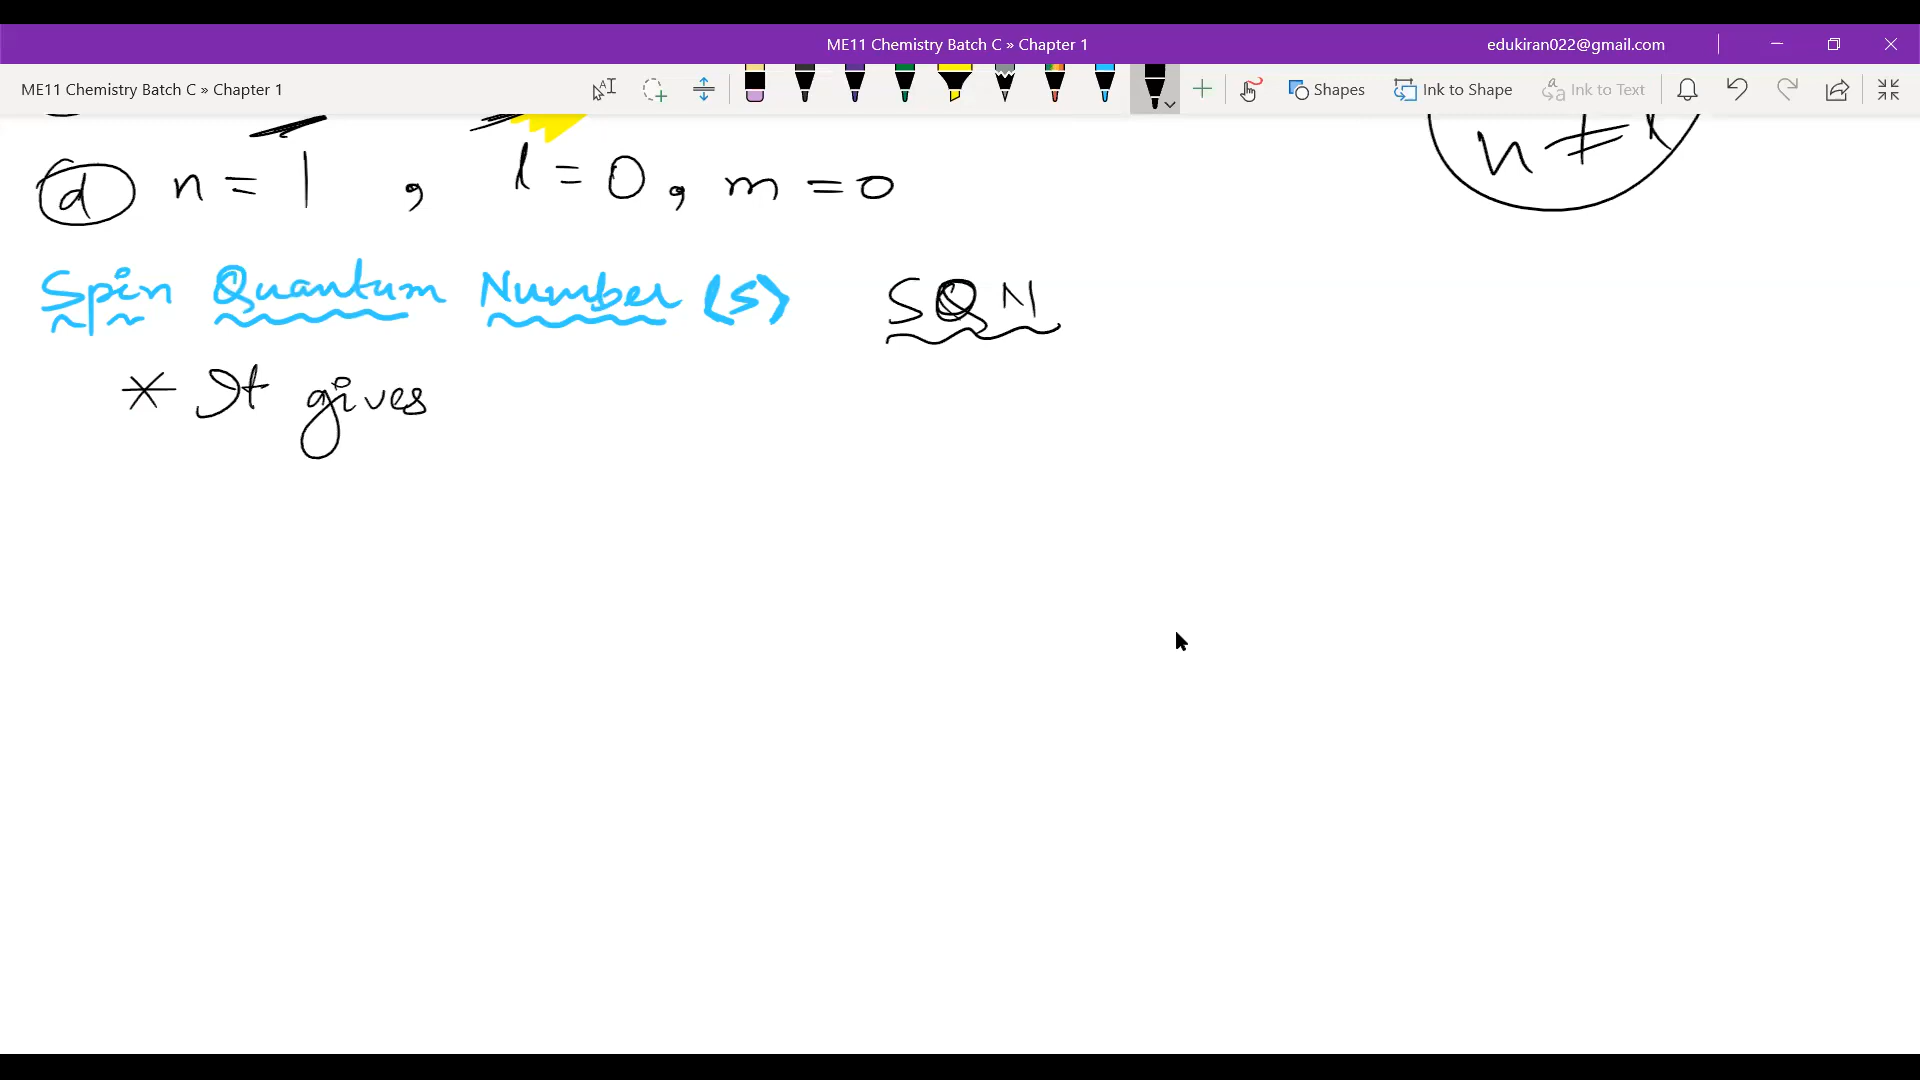 ME11 Chemistry Batch C » Chapter 1
edukiran022@gmail.com
ME11 Chemistry Batch C » Chapter 1
Shapes
Ink to Shape
Ink to Text
n ≠ l
(d) n = 1 , l = 0, m = 0
Spin Quantum Number (s) SQN
* It gives